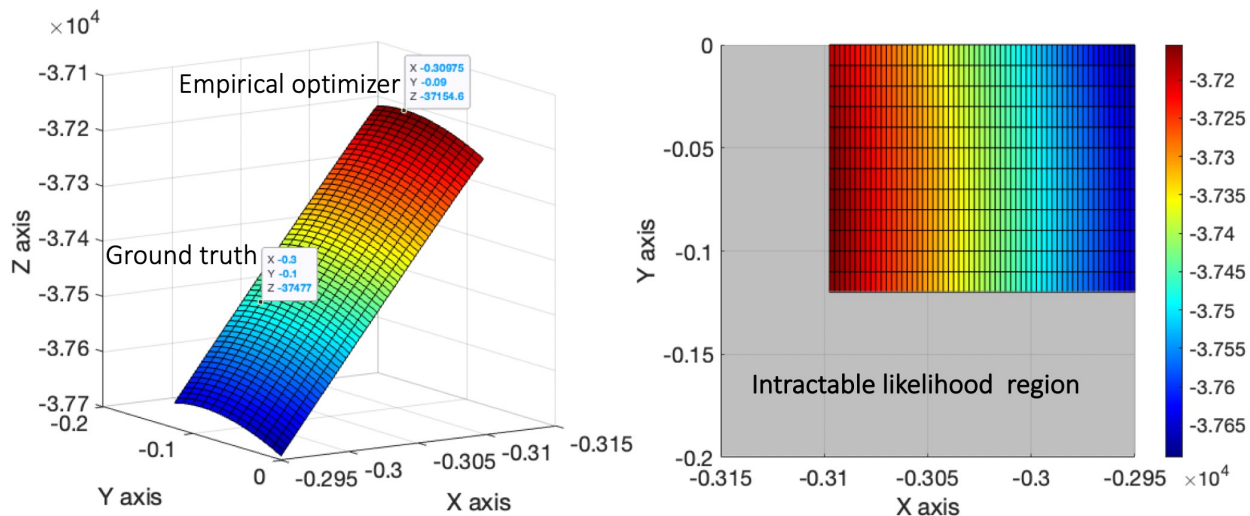 ×10⁴
-3.71
-3.72
-3.73
-3.74
-3.75
-3.76
-3.77
Z axis
Empirical optimizer
X -0.30975
Y -0.09
Z -37154.6
Ground truth
X -0.3
Y -0.1
Z -37477
-0.2
-0.1
0
Y axis
-0.295
-0.3
-0.305
-0.31
-0.315
X axis
0
-0.05
-0.1
-0.15
-0.2
Y axis
Intractable likelihood region
-0.315
-0.31
-0.305
-0.3
-0.295
X axis
-3.72
-3.725
-3.73
-3.735
-3.74
-3.745
-3.75
-3.755
-3.76
-3.765
×10⁴